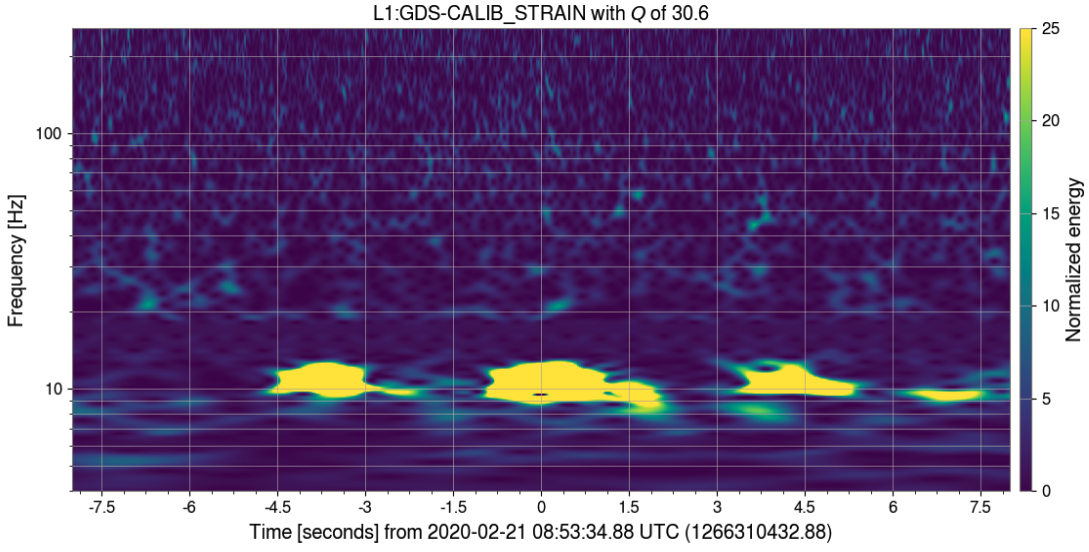 L1:GDS-CALIB_STRAIN with Q of 30.6
Frequency [Hz]
100
10
-7.5 -6 -4.5 -3 -1.5 0 1.5 3 4.5 6 7.5
Time [seconds] from 2020-02-21 08:53:34.88 UTC (1266310432.88)
25
20
15
10
5
0
Normalized energy